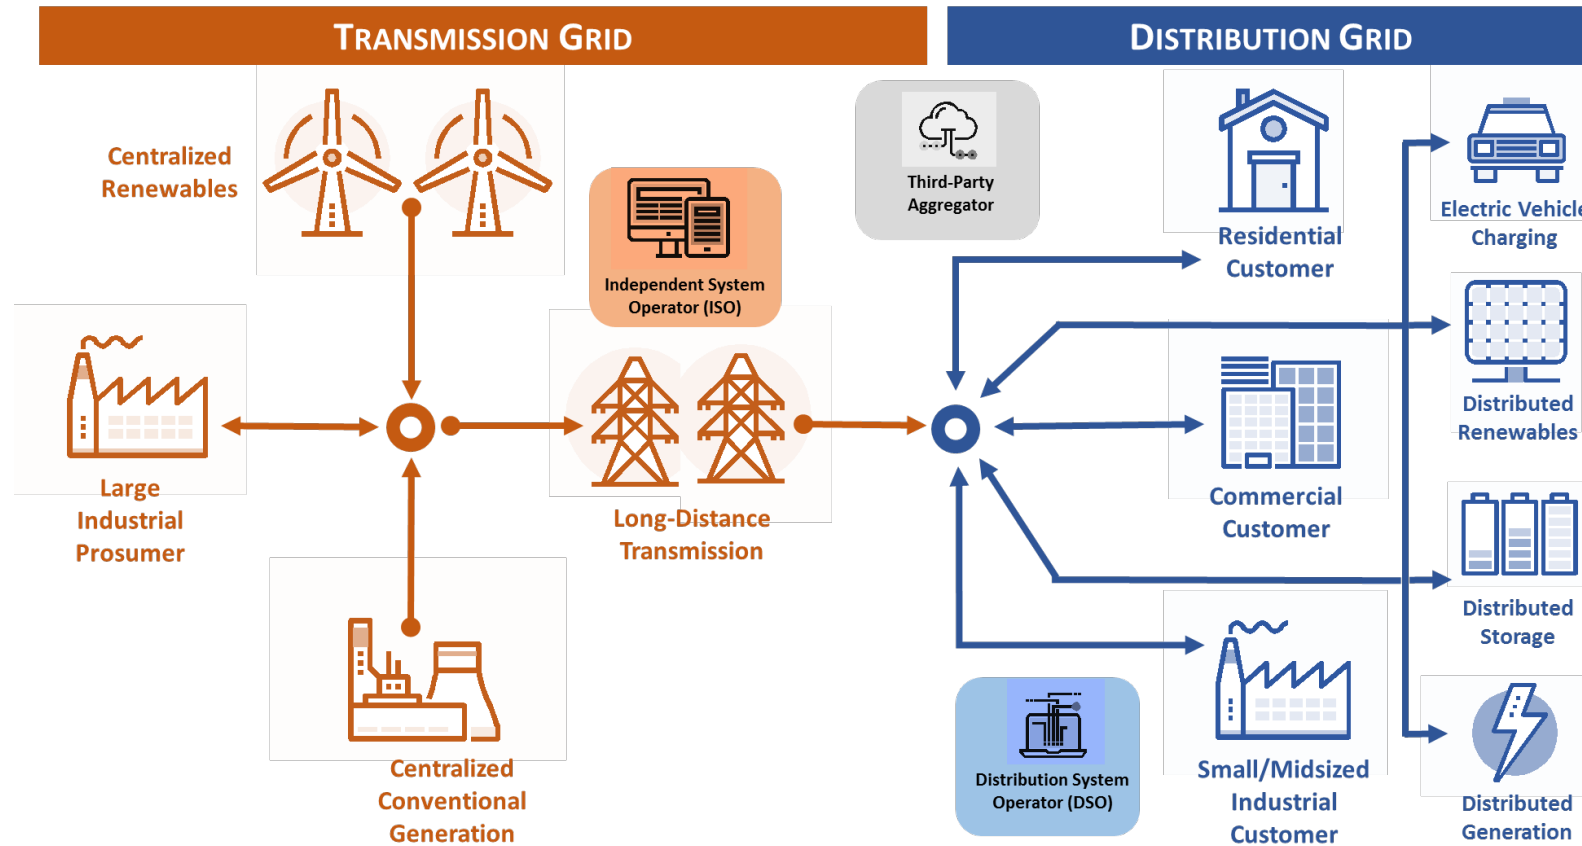 TRANSMISSION GRID
DISTRIBUTION GRID
Centralized
Renewables
Independent System
Operator (ISO)
Third-Party
Aggregator
Residential
Customer
Electric Vehicle
Charging
Large
Industrial
Prosumer
Long-Distance
Transmission
Commercial
Customer
Distributed
Renewables
Distributed
Storage
Centralized
Conventional
Generation
Distribution System
Operator (DSO)
Small/Midsized
Industrial
Customer
Distributed
Generation